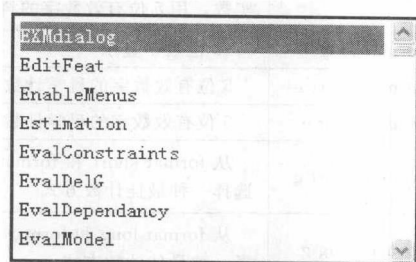 EXMdialog
EditFeat
EnableMenus
Estimation
EvalConstraints
EvalDelG
EvalDependancy
EvalModel